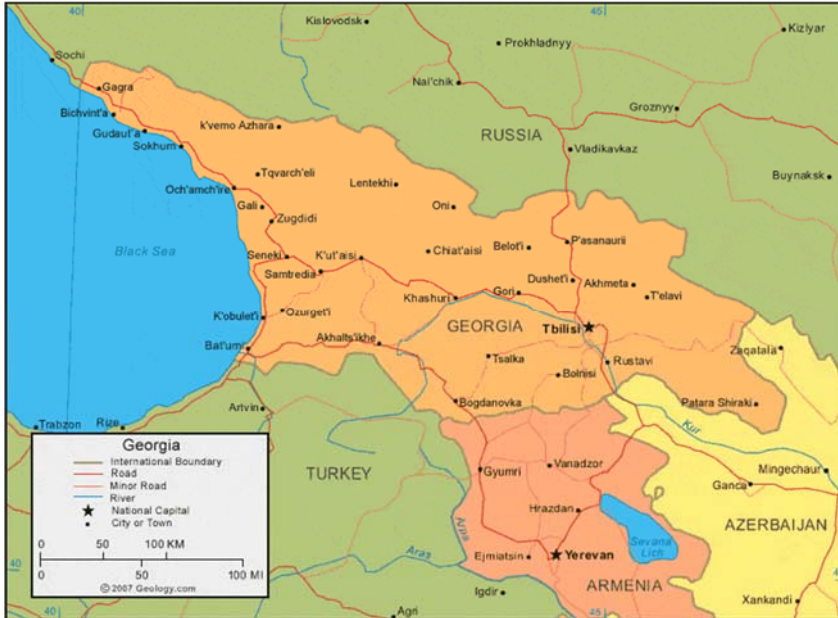 40
45
Kislovodsk
Kizlyar
Prokhladnyy
Sochi
Nal'chik
Gagra
Groznyy
Bichvint'a
k'vemo Azhara
RUSSIA
Gudaut'a
Sokhumi
Vladikavkaz
Tqvarch'eli
Buynaksk
Lentekhi
Och'amch'ire
Gali
Oni
Zugdidi
P'asanaurii
Black Sea
Belot'i
Chiat'aisi
Seneki
K'ut'aisi
Samtredia
Dushet'i
Akhmeta
Gori
T'elavi
Khashuri
K'obulet'i
Ozurget'i
GEORGIA
Tbilisi
Akhalts'ikhe
Bat'umi
Zaqatala
Tsalka
Rustavi
Bolnisi
Artvin
Bogdanovka
Patara Shiraki
Trabzon
Rize
Kur
Georgia
International Boundary
Road
Minor Road
River
National Capital
City or Town
0 50 100 KM
0 50 100 MI
© 2007 Geology.com
TURKEY
Gyumri
Vanadzor
Mingechaur
Ganca
Hrazdan
AZERBAIJAN
Arpa
Sevana
Lich
Aras
Ejmiatsin
Yerevan
40
ARMENIA
Igdir
Xankandi
40
Agri
45